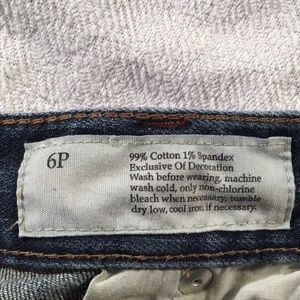 6P
99% Cotton 1% Spandex
Exclusive Of Decoration
Wash before wearing, machine
wash cold, only non-chlorine
bleach when necessary, tumble
dry low, cool iron if necessary.